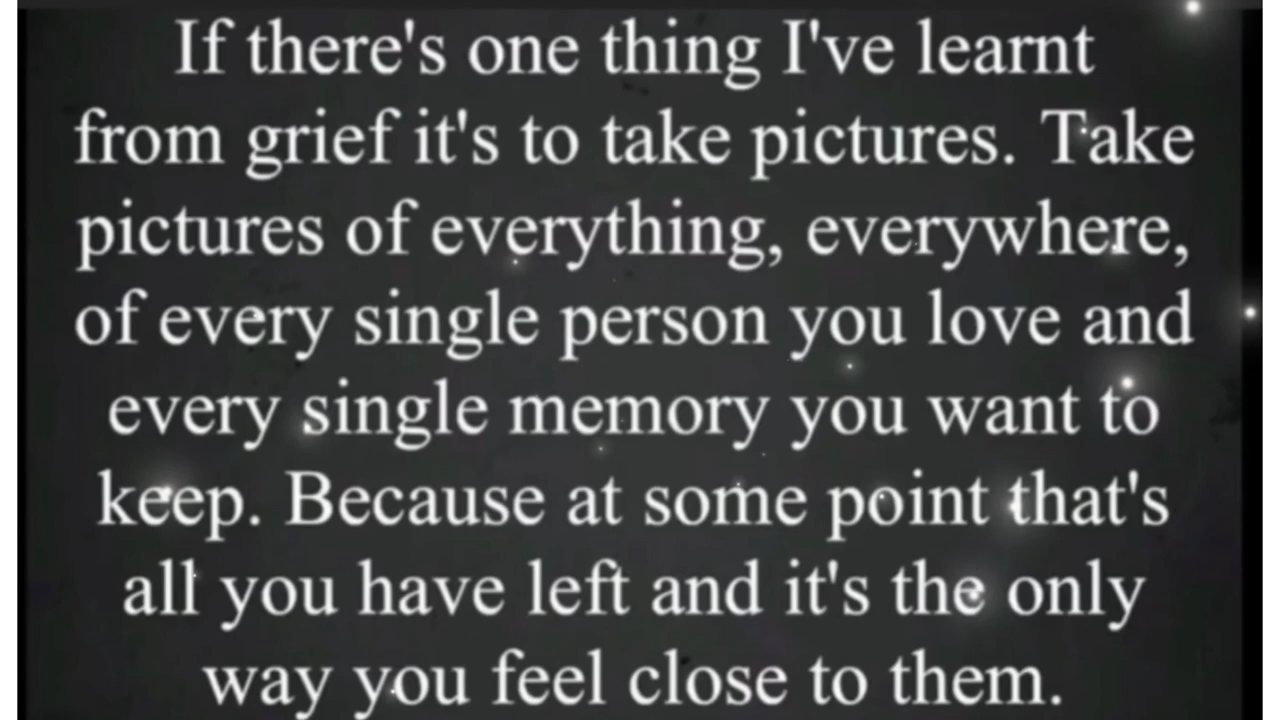 If there's one thing I've learnt
from grief it's to take pictures. Take
pictures of everything, everywhere,
of every single person you love and
every single memory you want to
keep. Because at some point that's
all you have left and it's the only
way you feel close to them.